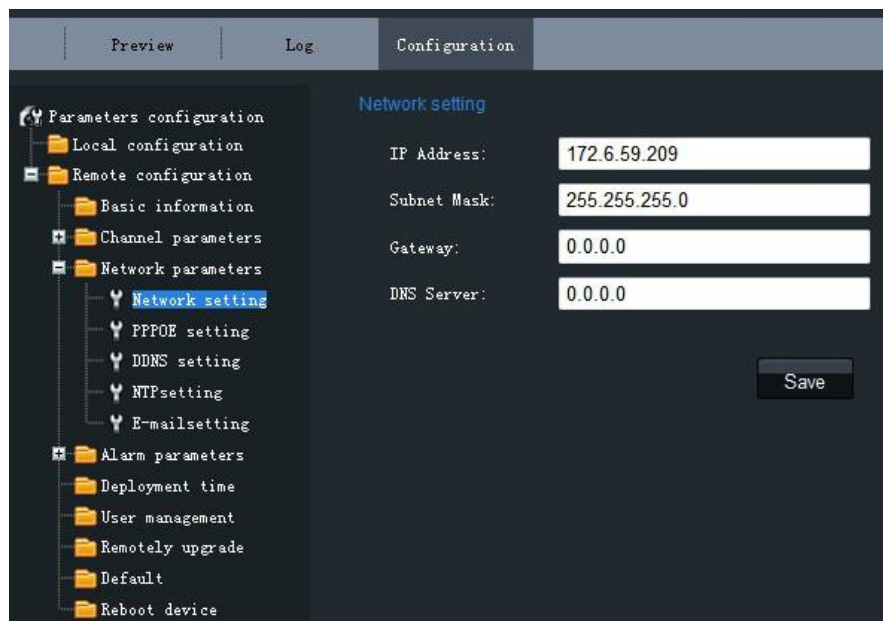 Preview Log Configuration
Parameters configuration
Local configuration
Remote configuration
Basic information
Channel parameters
Network parameters
Network setting
PPPOE setting
DDNS setting
NTPsetting
E-mailsetting
Alarm parameters
Deployment time
User management
Remotely upgrade
Default
Reboot device
Network setting
IP Address: 172.6.59.209
Subnet Mask: 255.255.255.0
Gateway: 0.0.0.0
DNS Server: 0.0.0.0
Save